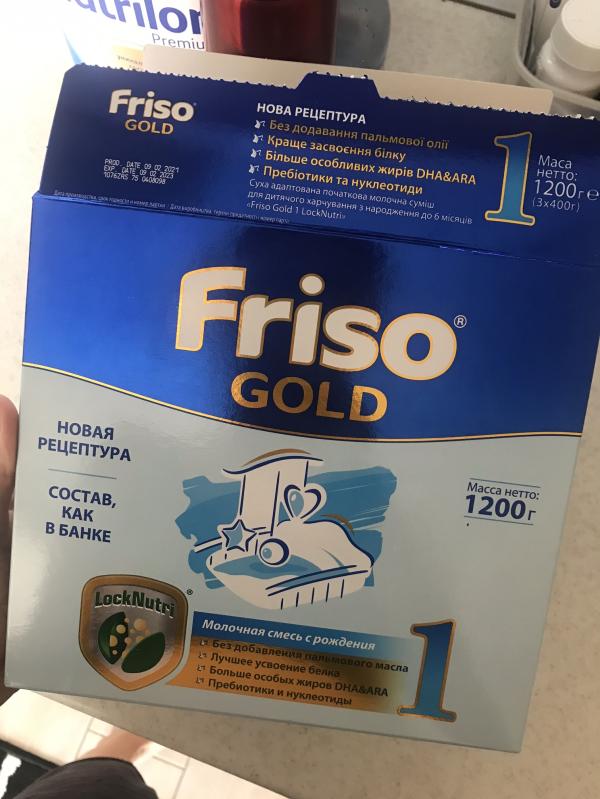 utrilon
Premiu
Friso
GOLD
PROD. DATE 09 02 2021
EXP. DATE 09 02 2023
НОВА РЕЦЕПТУРА
Без додавання пальмової олії
Краще засвоєння білку
Більше особливих жирів DHA&ARA
Пребіотики та нуклеотиди
Суха адаптована початкова молочна суміш
для дитячого харчування з народження до 6 місяців
«Friso Gold 1 LockNutri»
1
Маса
нетто:
1200г℮
(3х400г)
Friso®
GOLD
НОВАЯ
РЕЦЕПТУРА
СОСТАВ,
КАК
В БАНКЕ
Масса нетто:
1200г
LockNutri
Молочная смесь с рождения
Без добавления пальмового масла
Лучшее усвоение белка
Больше особых жиров DHA&ARA
Пребиотики и нуклеотиды
1